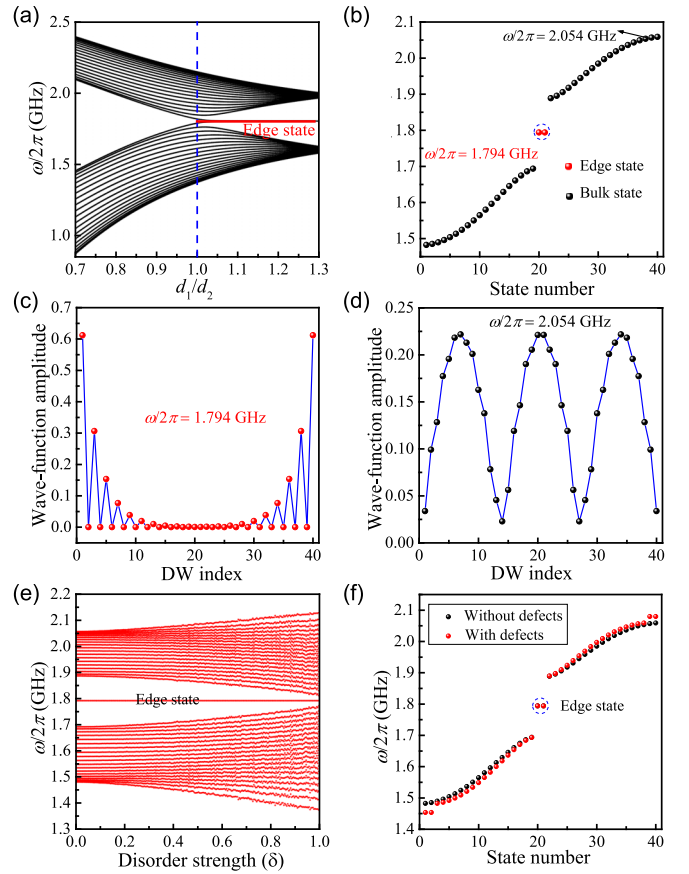 (a)
2.5
2.0
1.5
1.0
ω/2π (GHz)
Edge state
0.7 0.8 0.9 1.0 1.1 1.2 1.3
d₁/d₂
(b)
2.1
2.0
1.9
1.8
1.7
1.6
1.5
ω/2π (GHz)
ω/2π = 2.054 GHz
ω/2π = 1.794 GHz
Edge state
Bulk state
0 10 20 30 40
State number
(c)
0.7
0.6
0.5
0.4
0.3
0.2
0.1
0.0
Wave-function amplitude
ω/2π = 1.794 GHz
0 10 20 30 40
DW index
(d)
0.25
0.20
0.15
0.10
0.05
0.00
Wave-function amplitude
ω/2π = 2.054 GHz
0 10 20 30 40
DW index
(e)
2.2
2.1
2.0
1.9
1.8
1.7
1.6
1.5
1.4
1.3
ω/2π (GHz)
Edge state
0.0 0.2 0.4 0.6 0.8 1.0
Disorder strength (δ)
(f)
2.1
2.0
1.9
1.8
1.7
1.6
1.5
1.4
ω/2π (GHz)
Without defects
With defects
Edge state
0 10 20 30 40
State number